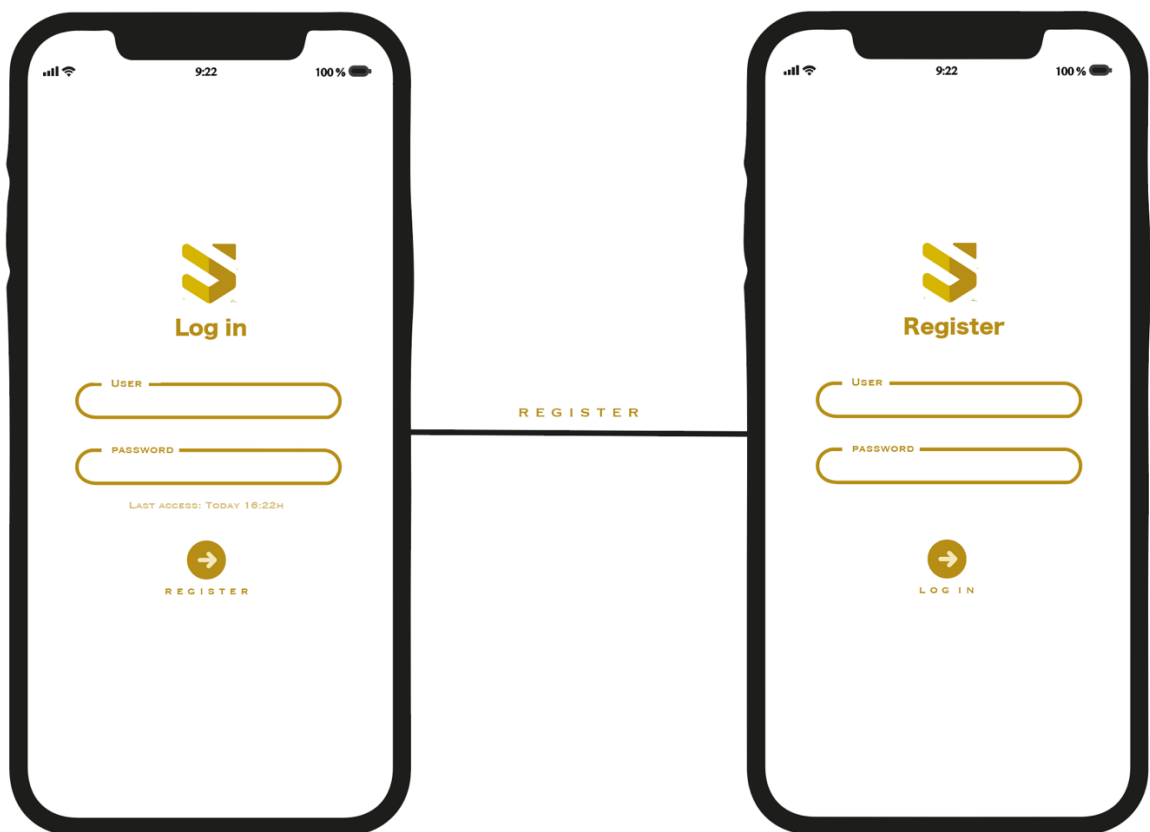 9:22
100 %
Log in
User
password
Last access: Today 16:22h
REGISTER
REGISTER
9:22
100 %
Register
User
password
LOG IN